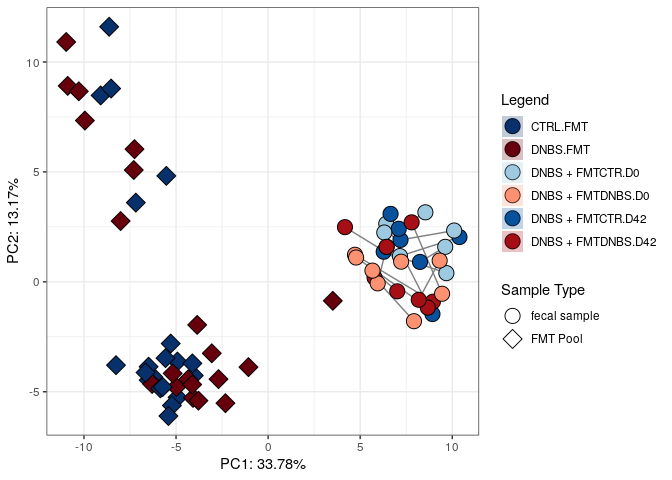 10
5
0
-5
-10
-5
0
5
10
PC1: 33.78%
PC2: 13.17%
Legend
CTRL.FMT
DNBS.FMT
DNBS + FMTCTR.D0
DNBS + FMTDNBS.D0
DNBS + FMTCTR.D42
DNBS + FMTDNBS.D42
Sample Type
fecal sample
FMT Pool